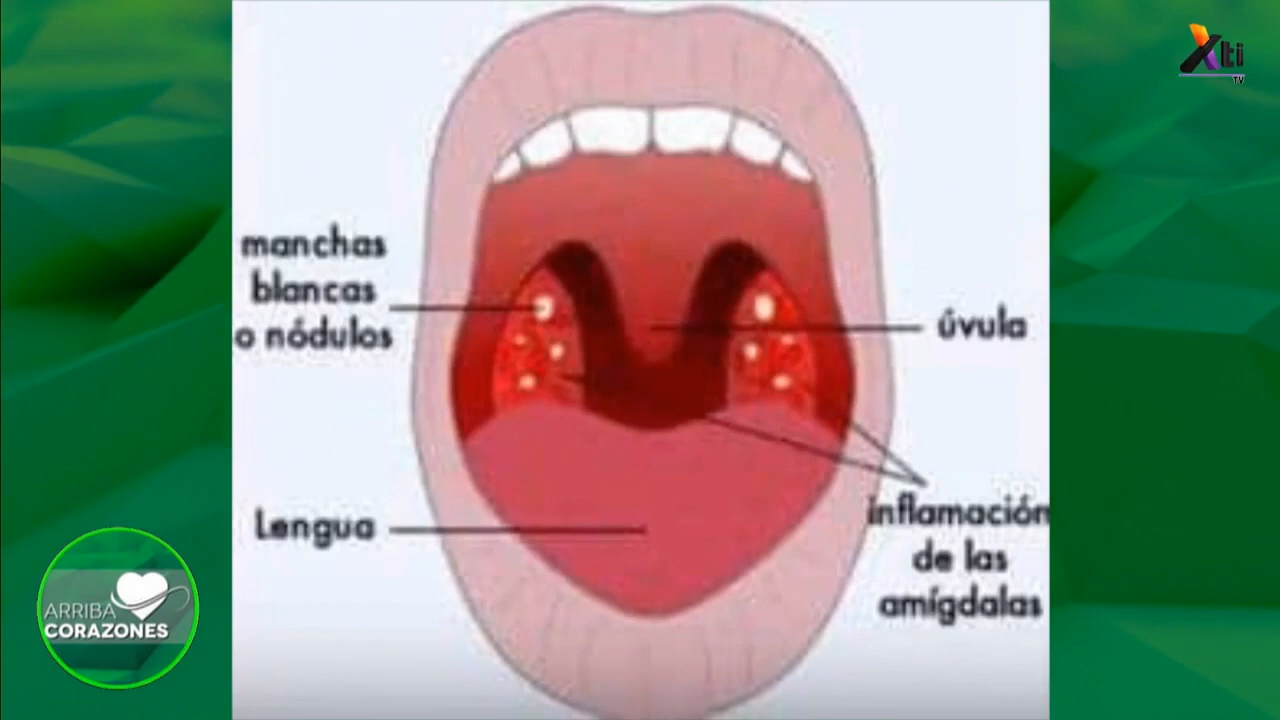 Xti
TV
manchas
blancas
o nódulos
úvula
Lengua
inflamación
de las
amígdalas
ARRIBA
CORAZONES